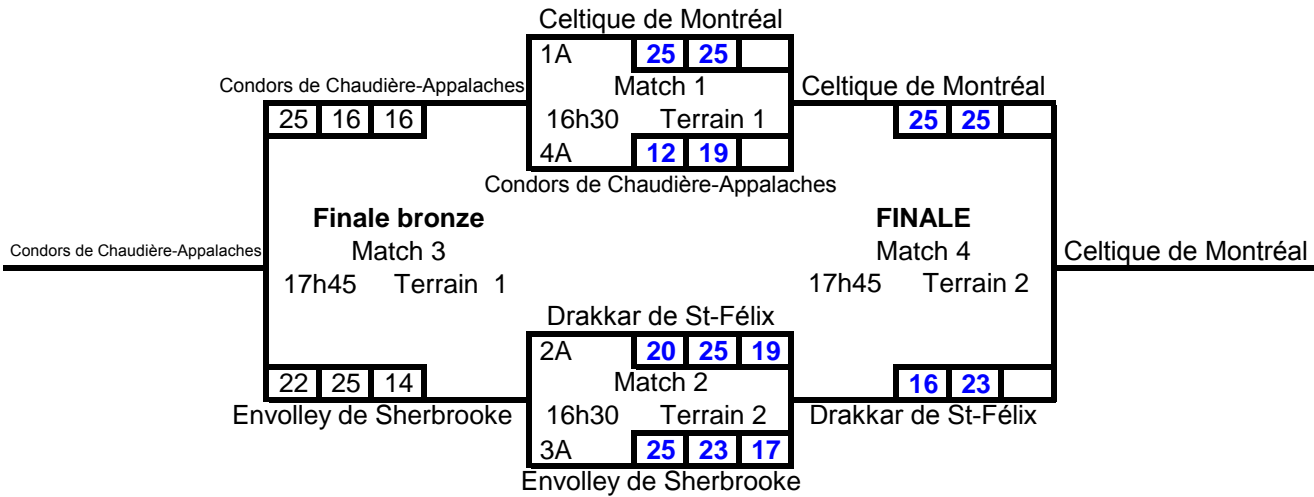 Celtique de Montréal
1A 25 25
Condors de Chaudière-Appalaches Match 1 Celtique de Montréal
25 16 16 16h30 Terrain 1 25 25
4A 12 19
Condors de Chaudière-Appalaches
Finale bronze FINALE
Condors de Chaudière-Appalaches Match 3 Match 4 Celtique de Montréal
17h45 Terrain 1 17h45 Terrain 2
Drakkar de St-Félix
2A 20 25 19
22 25 14 Match 2 16 23
Envolley de Sherbrooke 16h30 Terrain 2 Drakkar de St-Félix
3A 25 23 17
Envolley de Sherbrooke